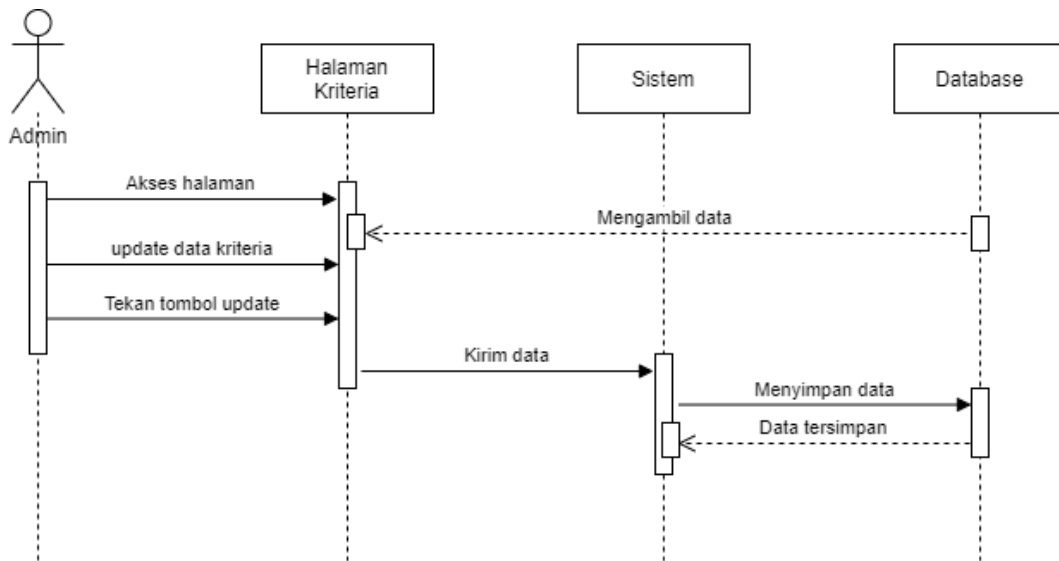 Halaman
Kriteria
Sistem
Database
Admin
Akses halaman
Mengambil data
update data kriteria
Tekan tombol update
Kirim data
Menyimpan data
Data tersimpan